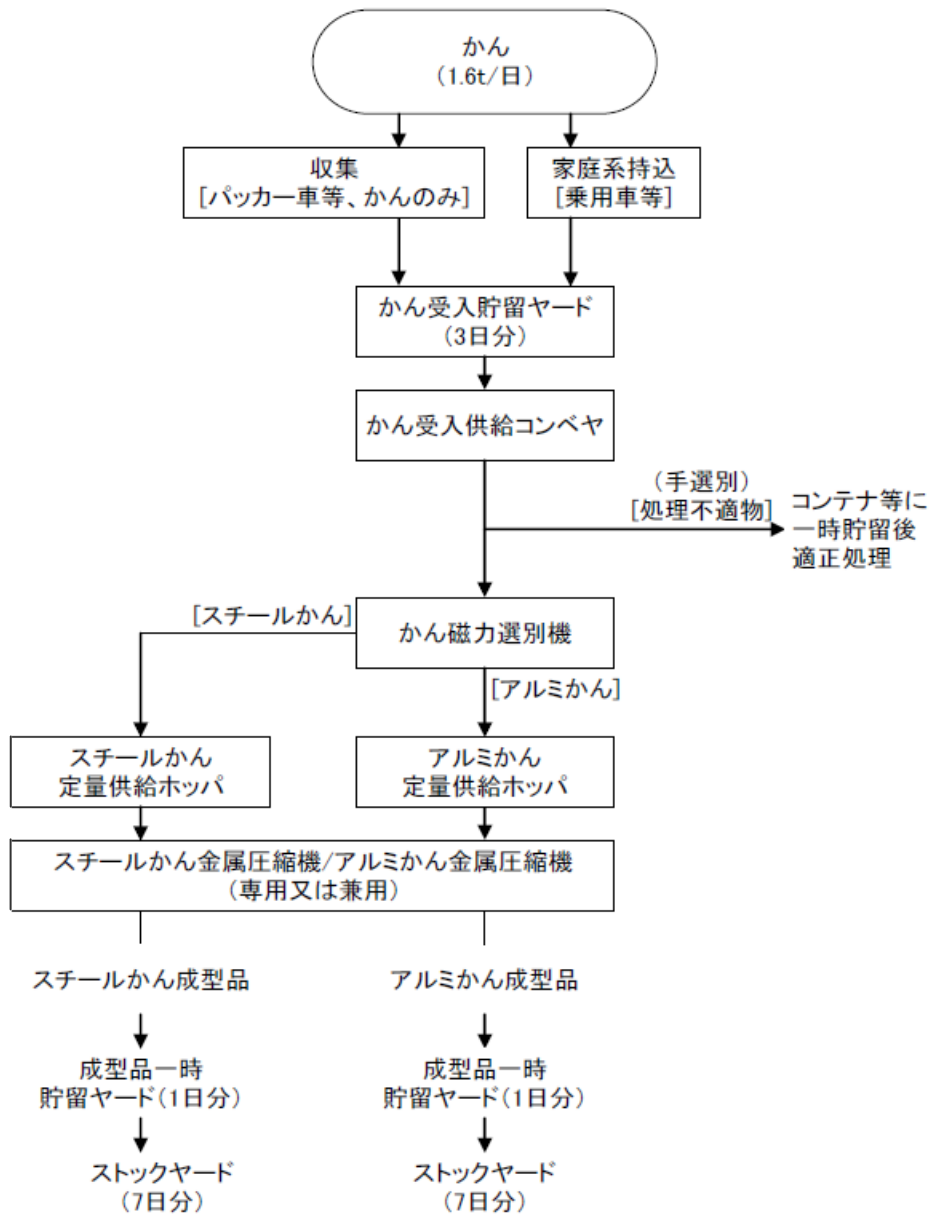 かん
(1.6t/日)
収集
[パッカー車等、かんのみ]
家庭系持込
[乗用車等]
かん受入貯留ヤード
(3日分)
かん受入供給コンベヤ
(手選別)
[処理不適物]
コンテナ等に
一時貯留後
適正処理
[スチールかん]
かん磁力選別機
[アルミかん]
スチールかん
定量供給ホッパ
アルミかん
定量供給ホッパ
スチールかん金属圧縮機/アルミかん金属圧縮機
(専用又は兼用)
スチールかん成型品
アルミかん成型品
成型品一時
貯留ヤード(1日分)
成型品一時
貯留ヤード(1日分)
ストックヤード
(7日分)
ストックヤード
(7日分)